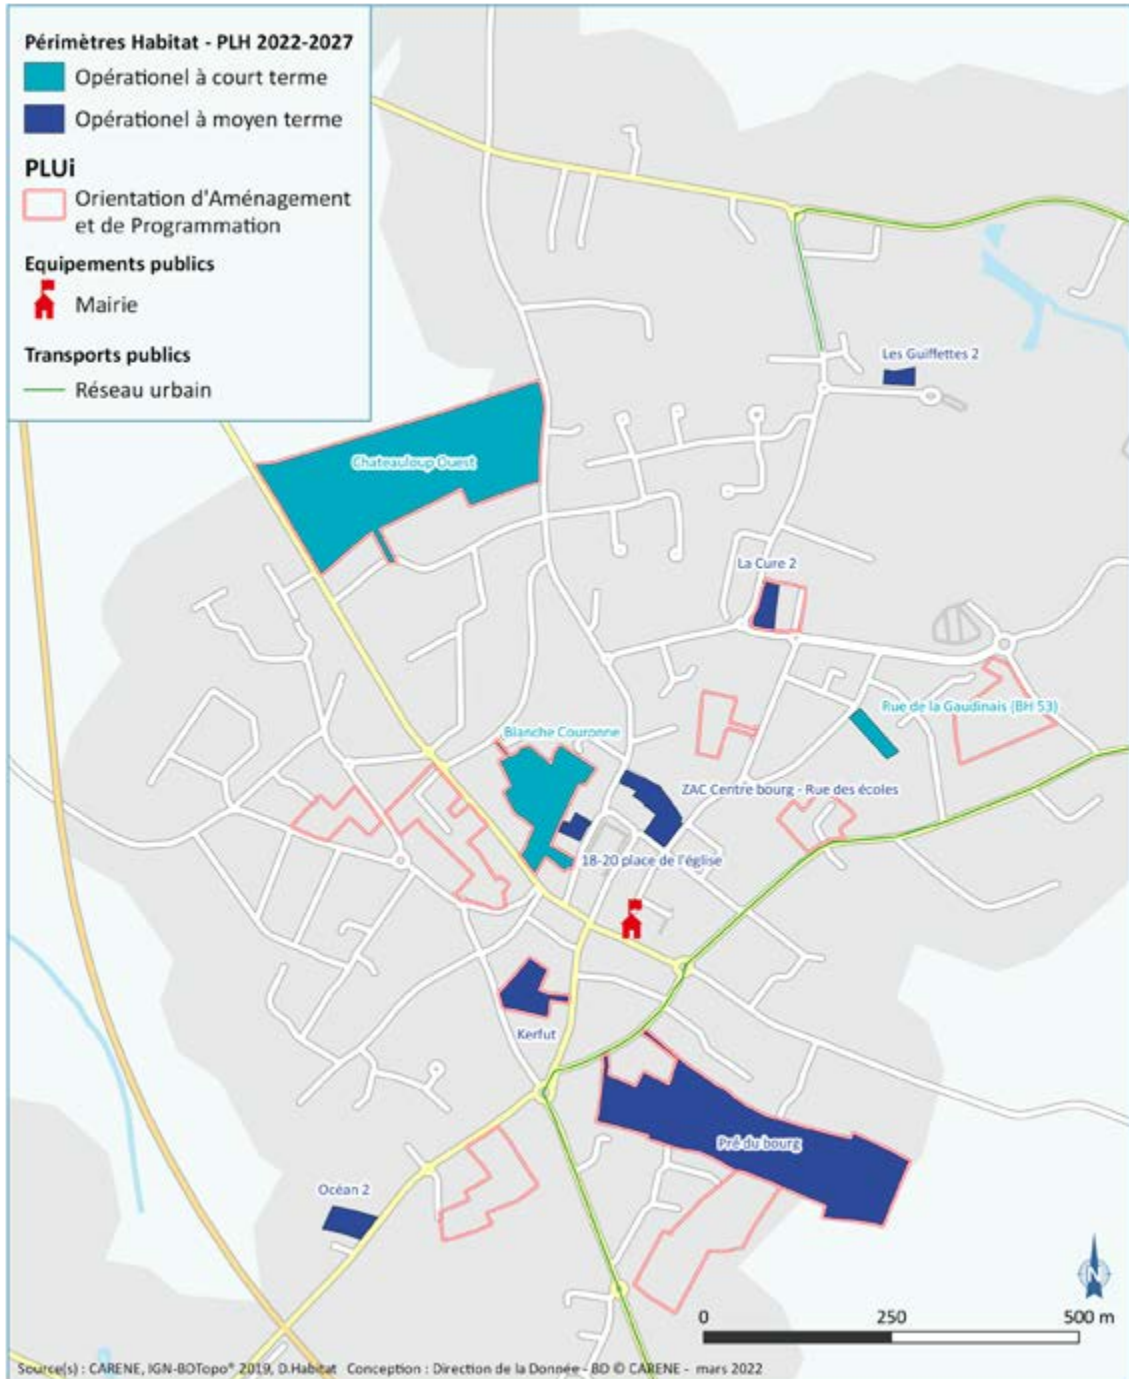 Périmètres Habitat - PLH 2022-2027
Opérationel à court terme
Opérationel à moyen terme
PLUi
Orientation d'Aménagement
et de Programmation
Equipements publics
Mairie
Transports publics
Réseau urbain
Les Guiffettes 2
Chateauloup Ouest
La Cure 2
Rue de la Gaudinais (BH 53)
Blanche Couronne
ZAC Centre bourg - Rue des écoles
18-20 place de l'église
Kerfut
Pré du bourg
Océan 2
N
0 250 500 m
Source(s) : CARENE, IGN-BDTopo® 2019, D.Habitat Conception : Direction de la Donnée - BD © CARENE - mars 2022